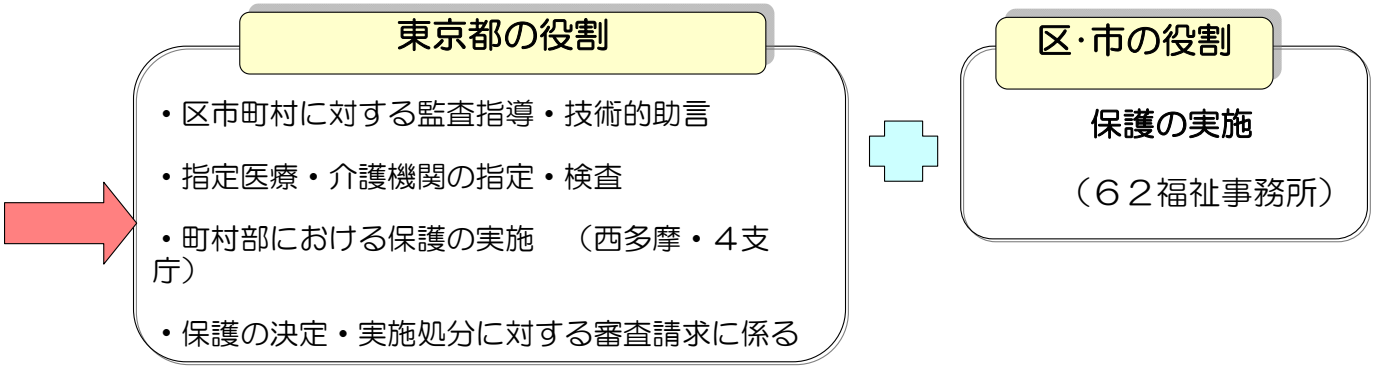 東京都の役割
・区市町村に対する監査指導・技術的助言
・指定医療・介護機関の指定・検査
・町村部における保護の実施　（西多摩・４支
庁）
・保護の決定・実施処分に対する審査請求に係る
区・市の役割
保護の実施
（６２福祉事務所）